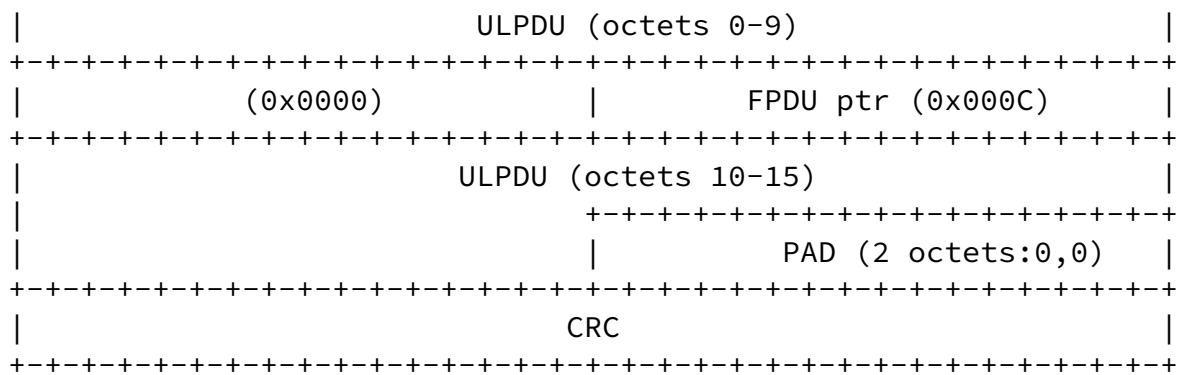 |                         ULPDU (octets 0-9)                    |
+-+-+-+-+-+-+-+-+-+-+-+-+-+-+-+-+-+-+-+-+-+-+-+-+-+-+-+-+-+-+-+-+
|            (0x0000)           |        FPDU ptr (0x000C)      |
+-+-+-+-+-+-+-+-+-+-+-+-+-+-+-+-+-+-+-+-+-+-+-+-+-+-+-+-+-+-+-+-+
|                        ULPDU (octets 10-15)                   |
|                               +-+-+-+-+-+-+-+-+-+-+-+-+-+-+-+-+
|                               |          PAD (2 octets:0,0)   |
+-+-+-+-+-+-+-+-+-+-+-+-+-+-+-+-+-+-+-+-+-+-+-+-+-+-+-+-+-+-+-+-+
|                              CRC                              |
+-+-+-+-+-+-+-+-+-+-+-+-+-+-+-+-+-+-+-+-+-+-+-+-+-+-+-+-+-+-+-+-+